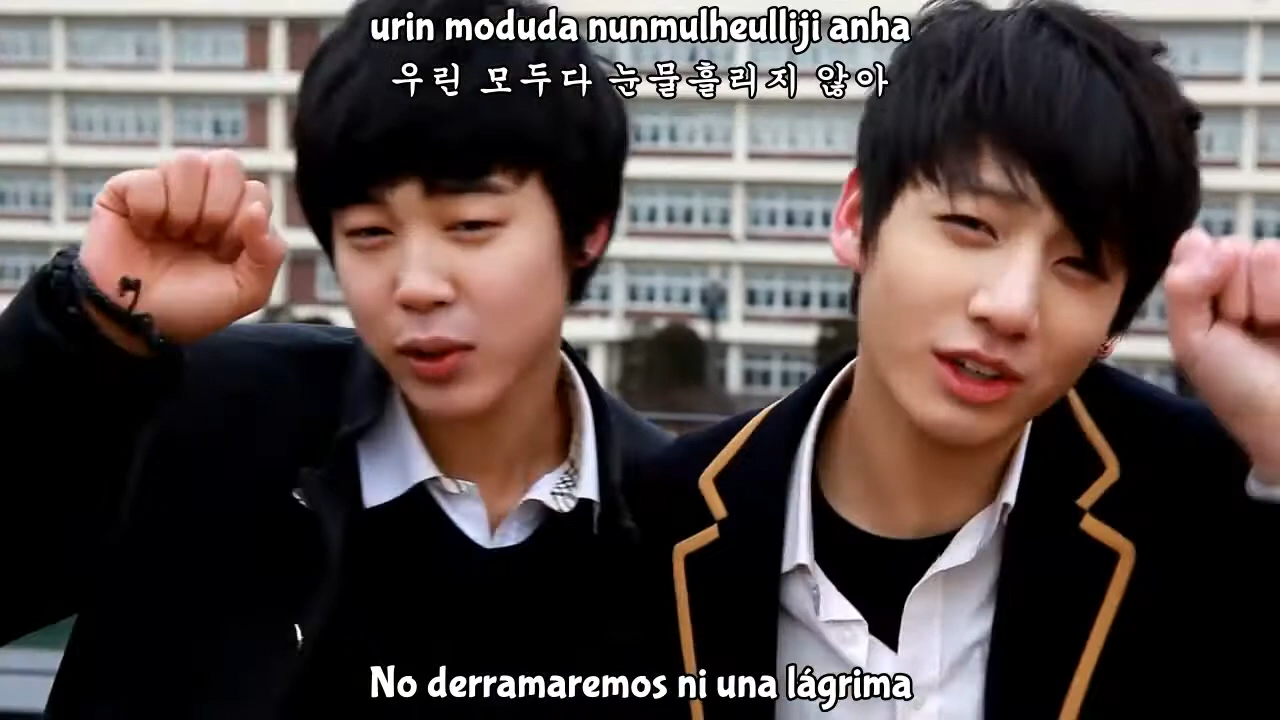 urin moduda nunmulheulliji anha
우린 모두다 눈물흘리지 않아
No derramaremos ni una lágrima